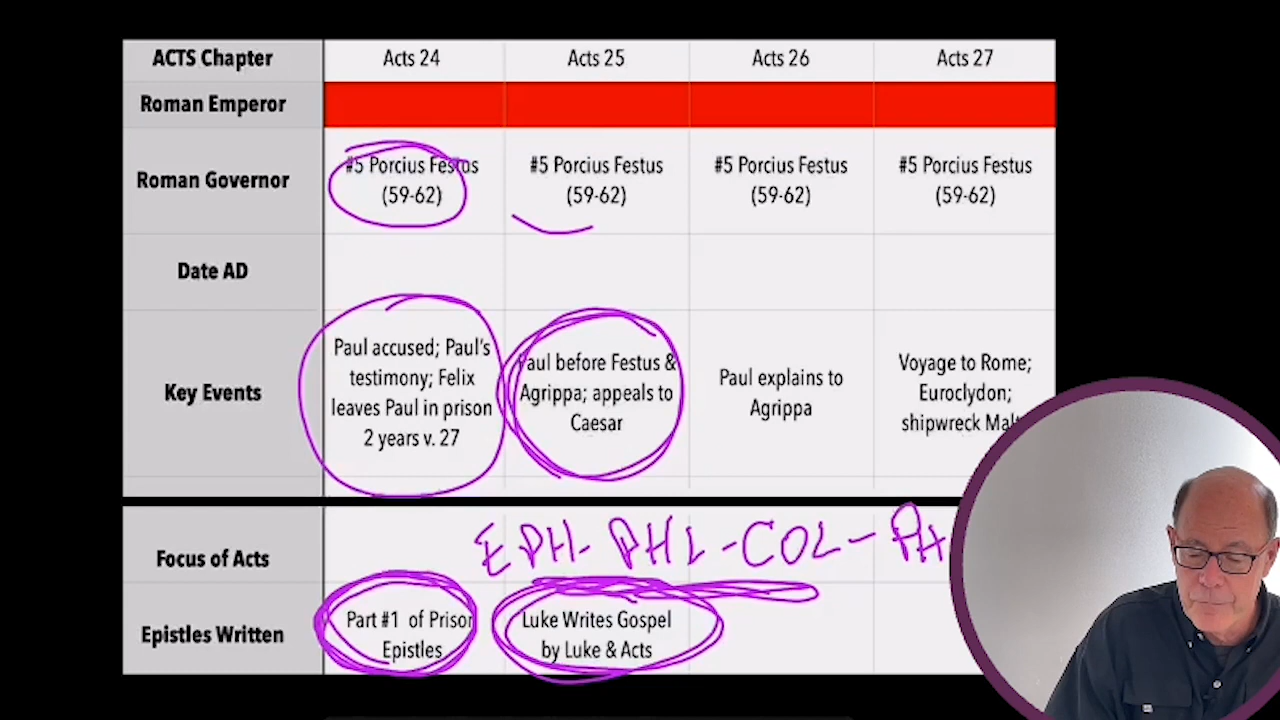 ACTS Chapter Acts 24 Acts 25 Acts 26 Acts 27
Roman Emperor
Roman Governor
#5 Porcius Festus
(59-62)
#5 Porcius Festus
(59-62)
#5 Porcius Festus
(59-62)
#5 Porcius Festus
(59-62)
Date AD
Key Events
Paul accused; Paul's
testimony; Felix
leaves Paul in prison
2 years v. 27
Paul before Festus &
Agrippa; appeals to
Caesar
Paul explains to
Agrippa
Voyage to Rome;
Euroclydon;
shipwreck
Focus of Acts
EPH- PHL - COL -
Epistles Written
Part #1 of Prison
Epistles
Luke Writes Gospel
by Luke & Acts